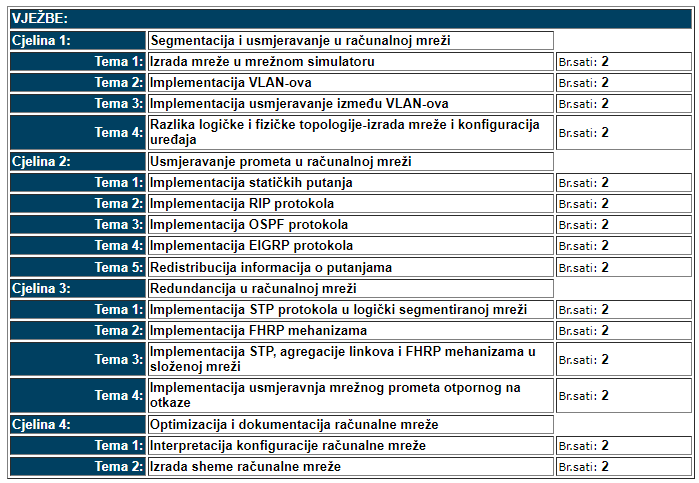 VJEŽBE:
Cjelina 1: Segmentacija i usmjeravanje u računalnoj mreži
Tema 1: Izrada mreže u mrežnom simulatoru Br.sati: 2
Tema 2: Implementacija VLAN-ova Br.sati: 2
Tema 3: Implementacija usmjeravanje između VLAN-ova Br.sati: 2
Tema 4: Razlika logičke i fizičke topologije-izrada mreže i konfiguracija
uređaja Br.sati: 2
Cjelina 2: Usmjeravanje prometa u računalnoj mreži
Tema 1: Implementacija statičkih putanja Br.sati: 2
Tema 2: Implementacija RIP protokola Br.sati: 2
Tema 3: Implementacija OSPF protokola Br.sati: 2
Tema 4: Implementacija EIGRP protokola Br.sati: 2
Tema 5: Redistribucija informacija o putanjama Br.sati: 2
Cjelina 3: Redundancija u računalnoj mreži
Tema 1: Implementacija STP protokola u logički segmentiranoj mreži Br.sati: 2
Tema 2: Implementacija FHRP mehanizama Br.sati: 2
Tema 3: Implementacija STP, agregacije linkova i FHRP mehanizama u
složenoj mreži Br.sati: 2
Tema 4: Implementacija usmjeravnja mrežnog prometa otpornog na
otkaze Br.sati: 2
Cjelina 4: Optimizacija i dokumentacija računalne mreže
Tema 1: Interpretacija konfiguracije računalne mreže Br.sati: 2
Tema 2: Izrada sheme računalne mreže Br.sati: 2